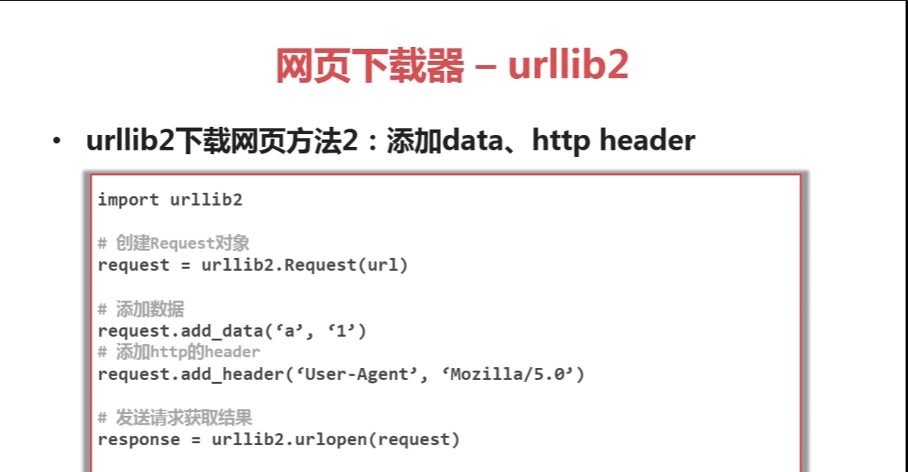 网页下载器 – urllib2
• urllib2下载网页方法2：添加data、http header
import urllib2
# 创建Request对象
request = urllib2.Request(url)
# 添加数据
request.add_data(‘a’, ‘1’)
# 添加http的header
request.add_header(‘User-Agent’, ‘Mozilla/5.0’)
# 发送请求获取结果
response = urllib2.urlopen(request)